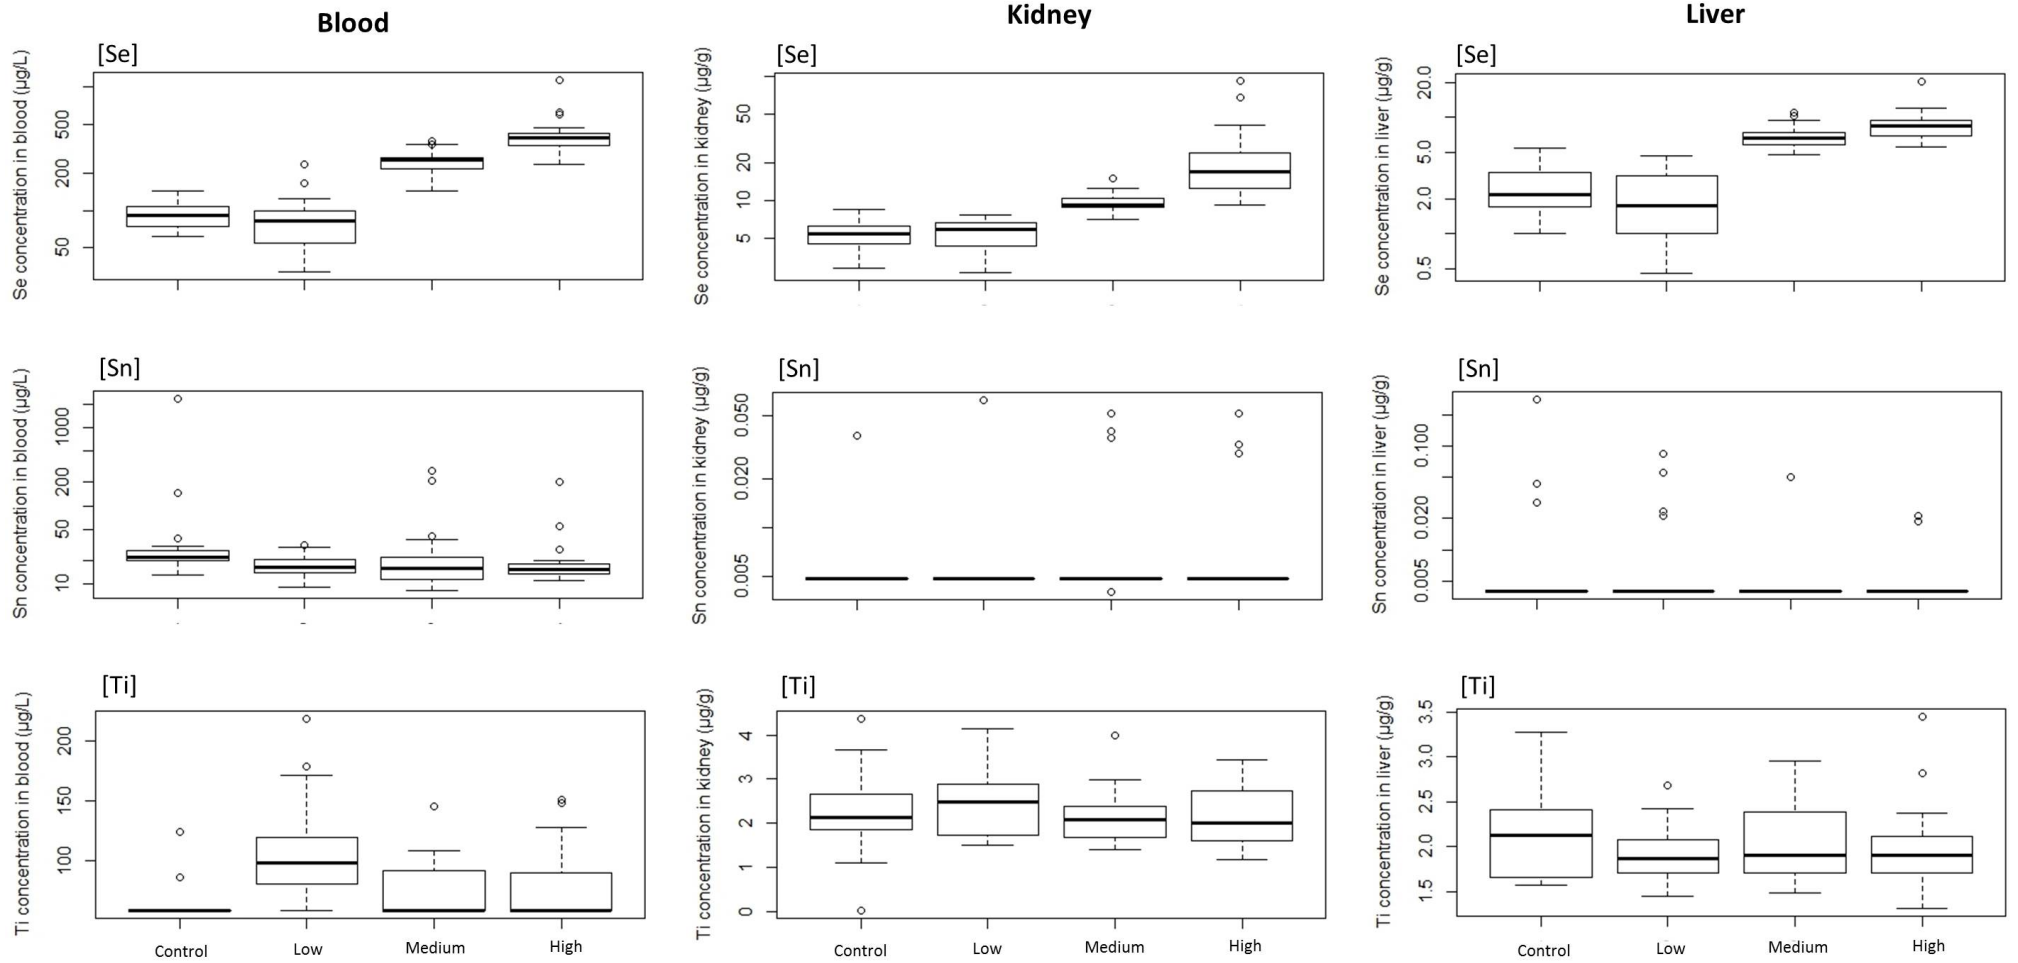 Blood
Kidney
Liver
[Se]
[Se]
[Se]
Se concentration in blood (µg/L)
500
200
50
Se concentration in kidney (µg/g)
50
20
10
5
Se concentration in liver (µg/g)
20.0
5.0
2.0
0.5
[Sn]
[Sn]
[Sn]
Sn concentration in blood (µg/L)
1000
200
50
10
Sn concentration in kidney (µg/g)
0.050
0.020
0.005
Sn concentration in liver (µg/g)
0.100
0.020
0.005
[Ti]
[Ti]
[Ti]
Ti concentration in blood (µg/L)
200
150
100
Ti concentration in kidney (µg/g)
4
3
2
1
0
Ti concentration in liver (µg/g)
3.5
3.0
2.5
2.0
1.5
Control Low Medium High
Control Low Medium High
Control Low Medium High